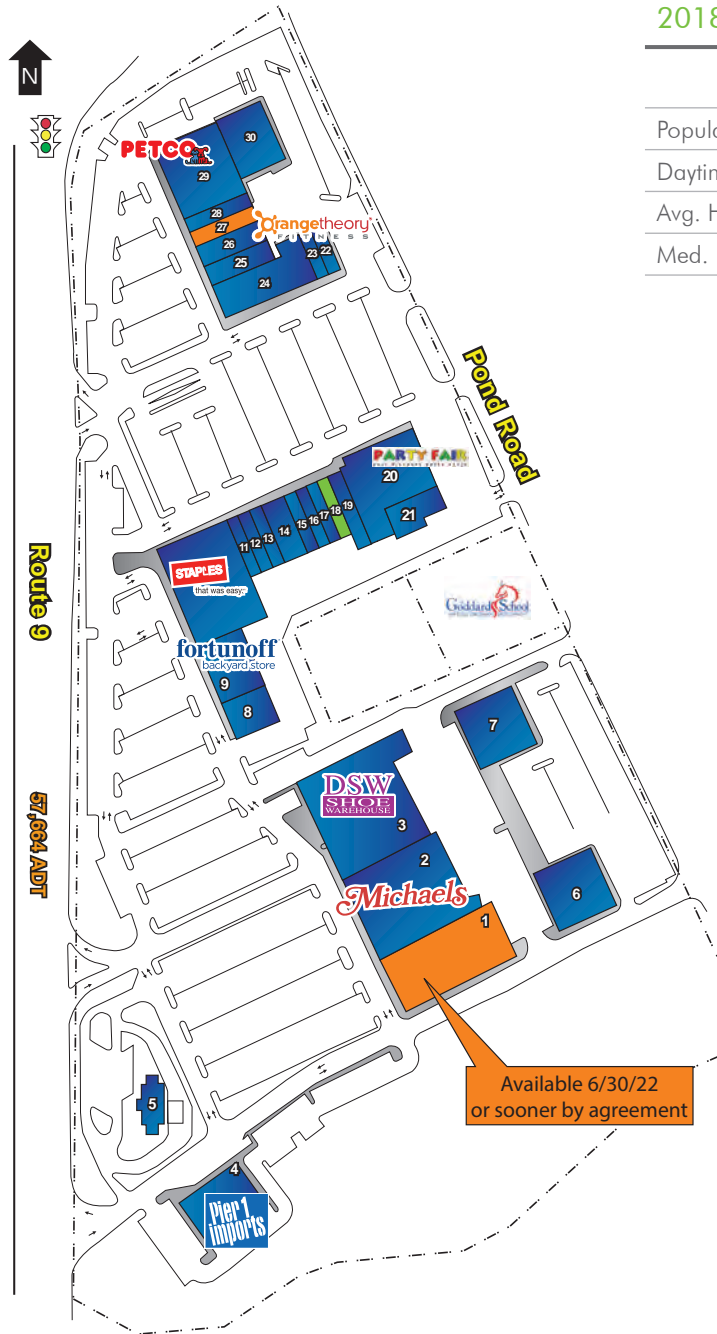 2018
N
Popula
Daytin
Avg. H
Med.
PETCO
30
29
28
27
26
25
24
23
22
Orangetheory
FITNESS
Pond Road
PARTY FAIR
20
21
19
18
17
16
15
14
13
12
11
STAPLES
that was easy.
Route 9
Goddard School
fortunoff
backyard store
9
8
7
DSW
SHOE
WAREHOUSE
3
2
Michaels
1
6
57,664 ADT
Available 6/30/22
or sooner by agreement
5
4
Pier 1
imports